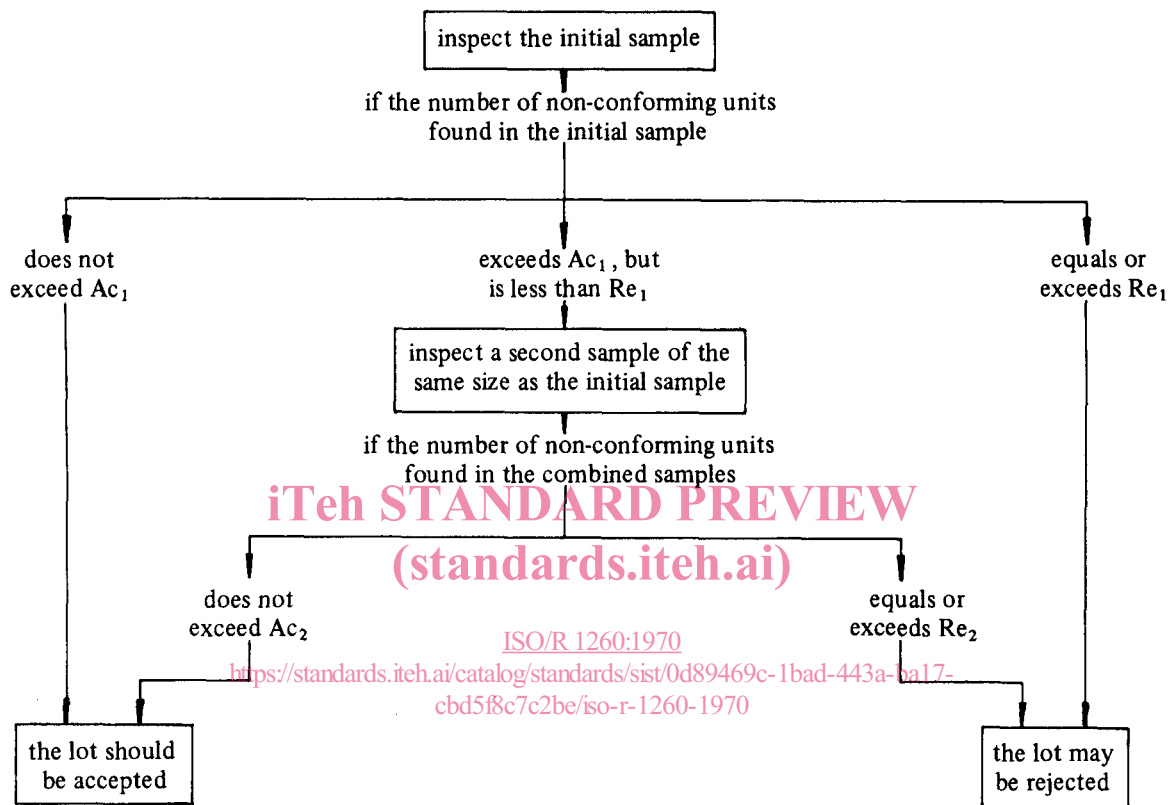 inspect the initial sample
if the number of non-conforming units
found in the initial sample
does not
exceed Ac₁
exceeds Ac₁, but
is less than Re₁
equals or
exceeds Re₁
inspect a second sample of the
same size as the initial sample
if the number of non-conforming units
found in the combined samples
iTeh STANDARD PREVIEW
(standards.iteh.ai)
does not
exceed Ac₂
equals or
exceeds Re₂
ISO/R 1260:1970
https://standards.iteh.ai/catalog/standards/sist/0d89469c-1bad-443a-ba17-
cbd5f8c7c2be/iso-r-1260-1970
the lot should
be accepted
the lot may
be rejected